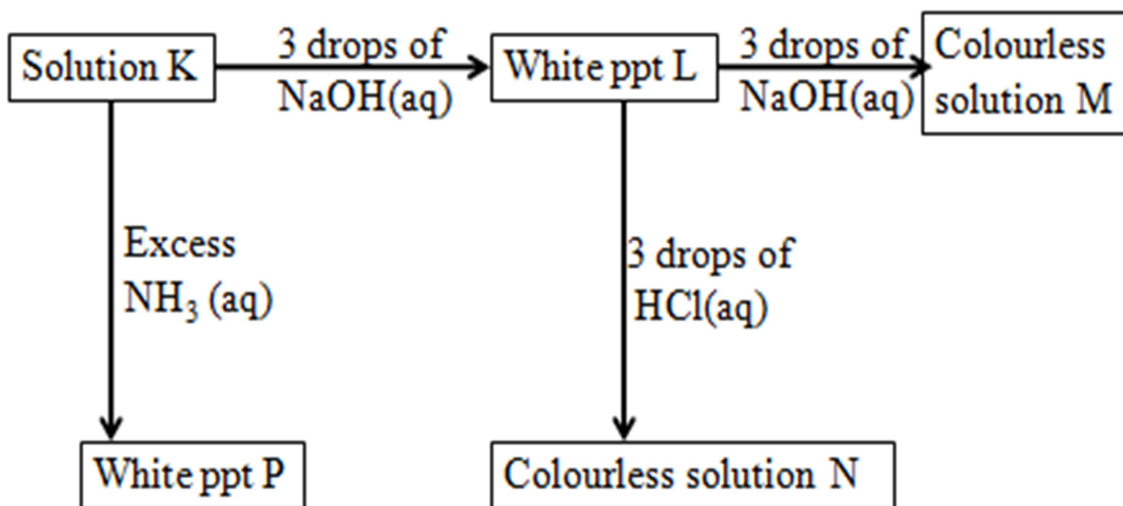 Solution K
3 drops of
NaOH(aq)
White ppt L
3 drops of
NaOH(aq)
Colourless
solution M
Excess
NH₃ (aq)
3 drops of
HCl(aq)
White ppt P
Colourless solution N